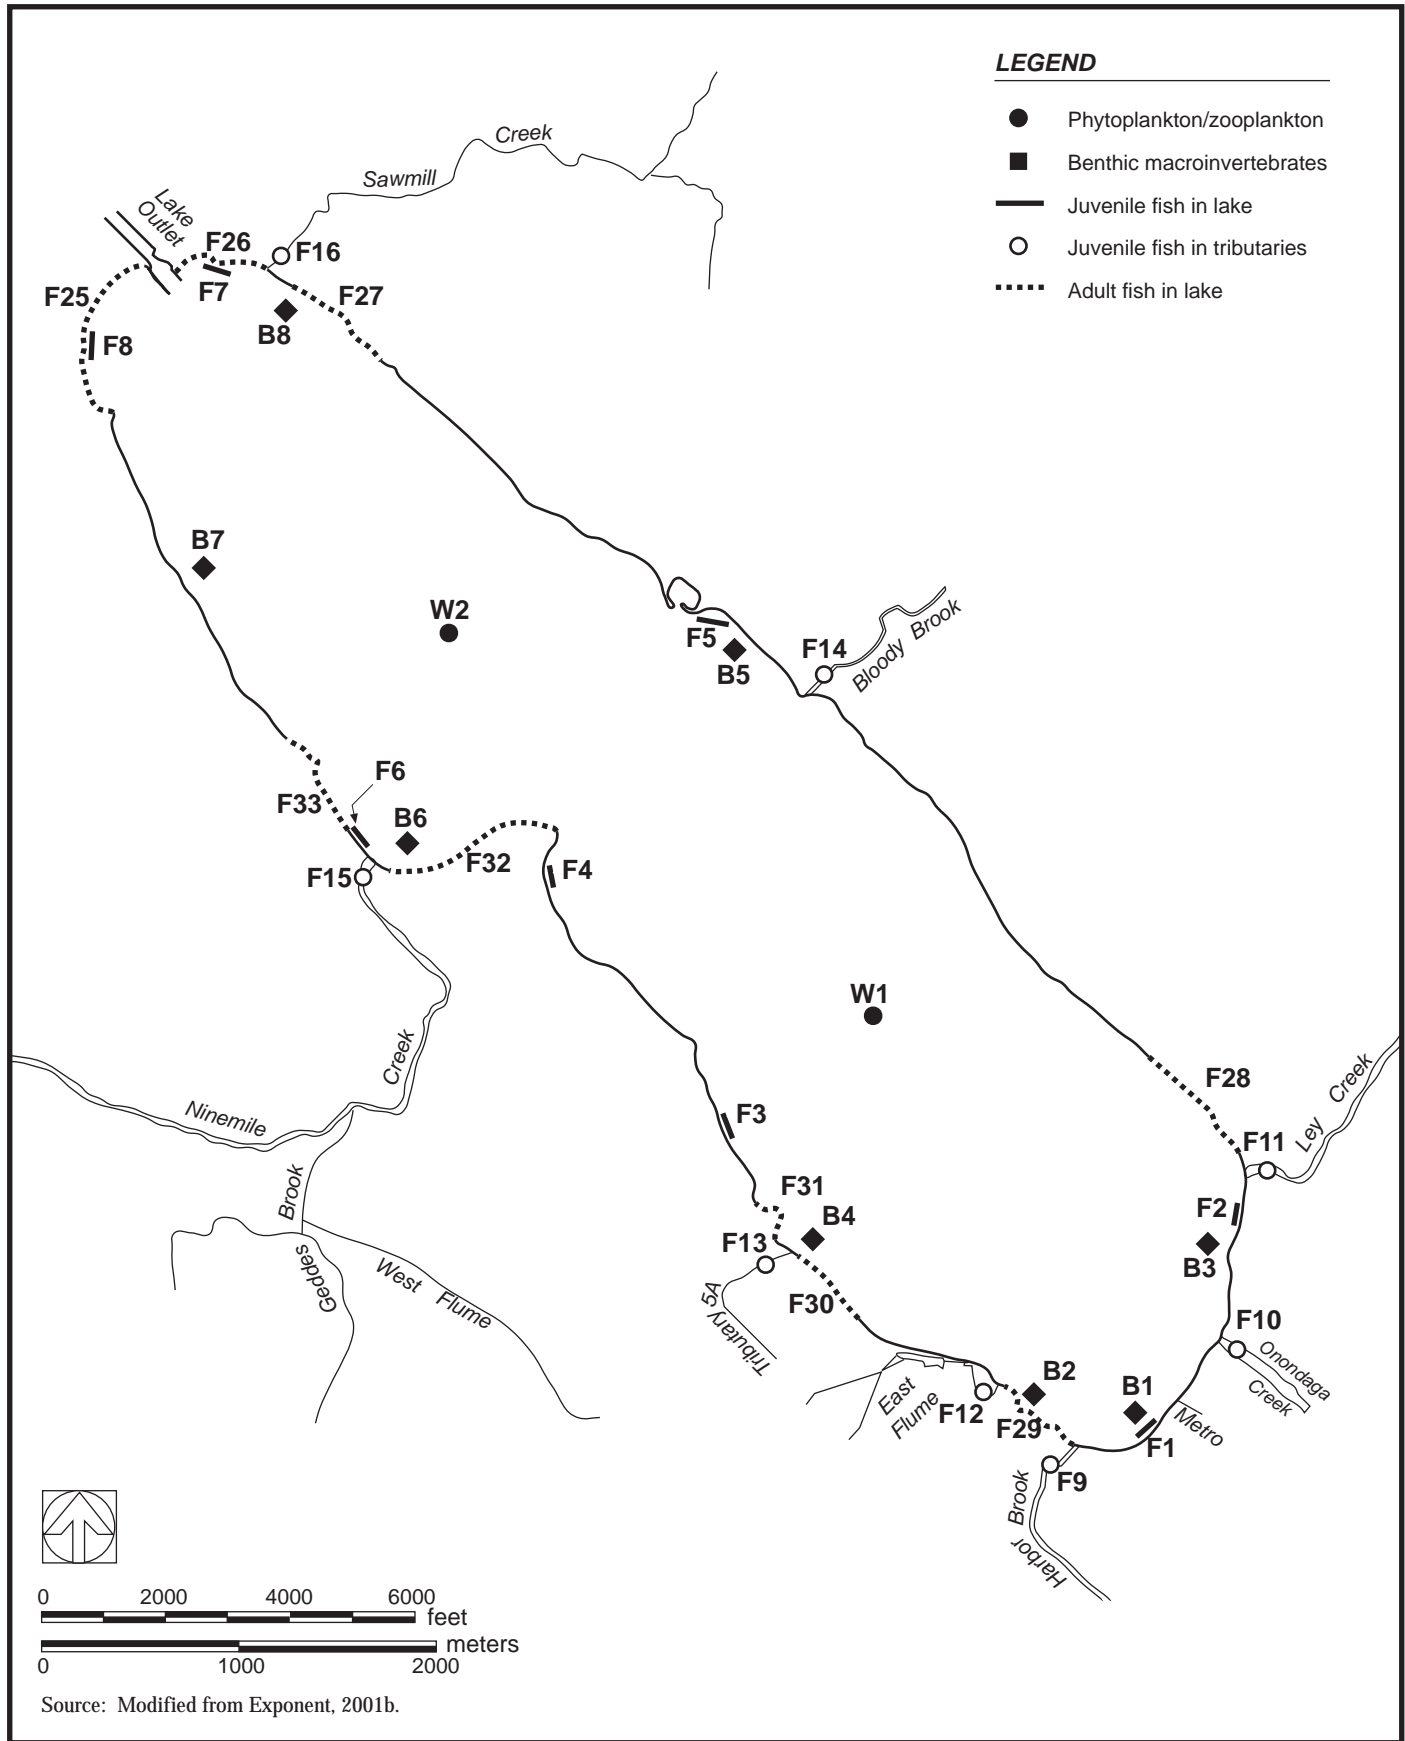 LEGEND
Phytoplankton/zooplankton
Benthic macroinvertebrates
Juvenile fish in lake
Juvenile fish in tributaries
Adult fish in lake
Sawmill Creek
Lake
Outlet
F26
F16
F25
F7
F27
B8
F8
B7
W2
F5
B5
F14
Bloody Brook
F6
F33
B6
F32
F15
F4
W1
Ninemile Creek
F3
F28
Ley Creek
F11
F31
B4
F2
F13
B3
Geddes Brook
West Flume
Tributary 5A
F30
F10
Onondaga
Creek
East
Flume
F12
B2
F29
B1
Metro
F1
F9
Harbor Brook
0 2000 4000 6000
feet
meters
0 1000 2000
Source: Modified from Exponent, 2001b.